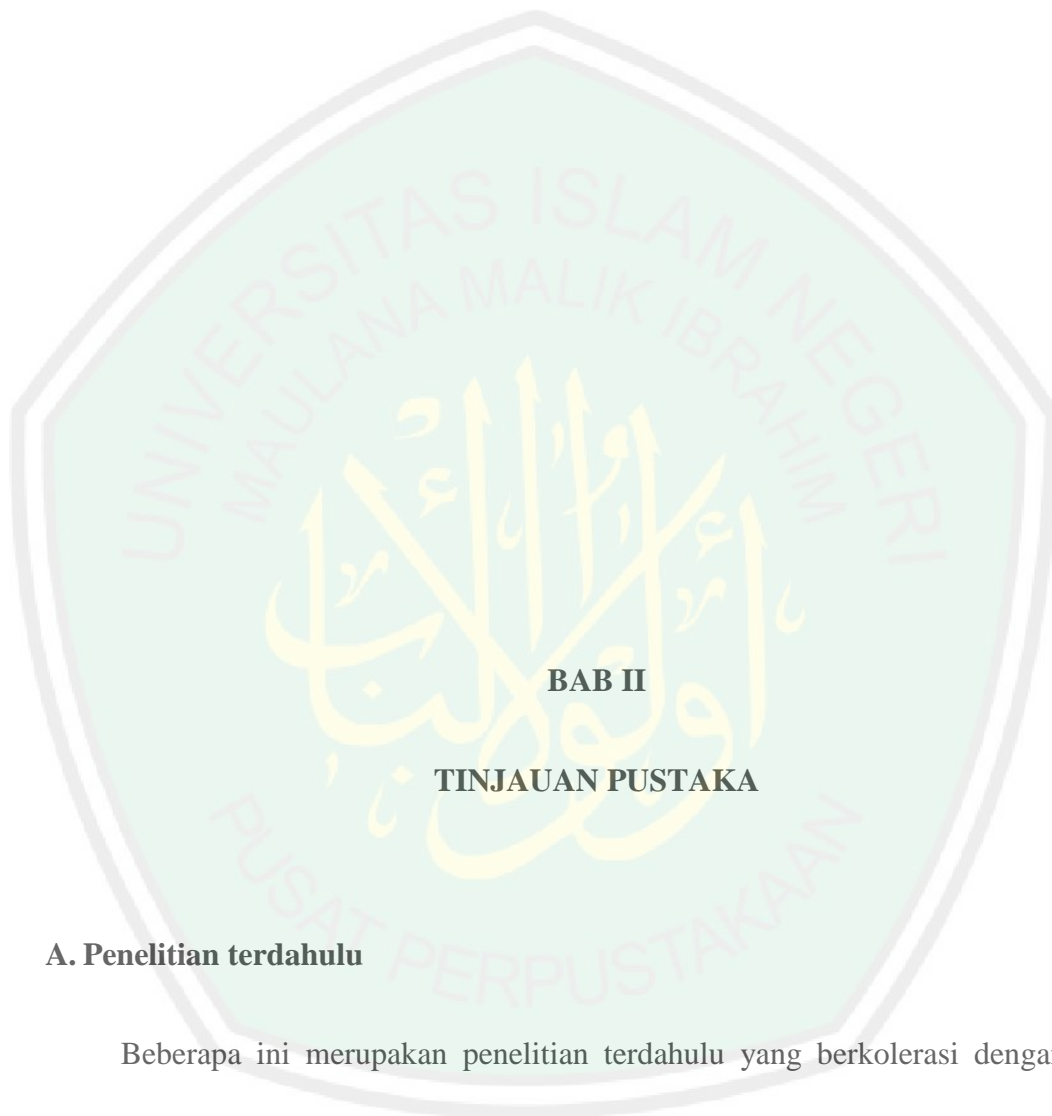 UNIVERSITAS ISLAM NEGERI
MAULANA MALIK IBRAHIM
BAB II
TINJAUAN PUSTAKA
PUSAT PERPUSTAKAAN
A. Penelitian terdahulu
Beberapa ini merupakan penelitian terdahulu yang berkolerasi dengan